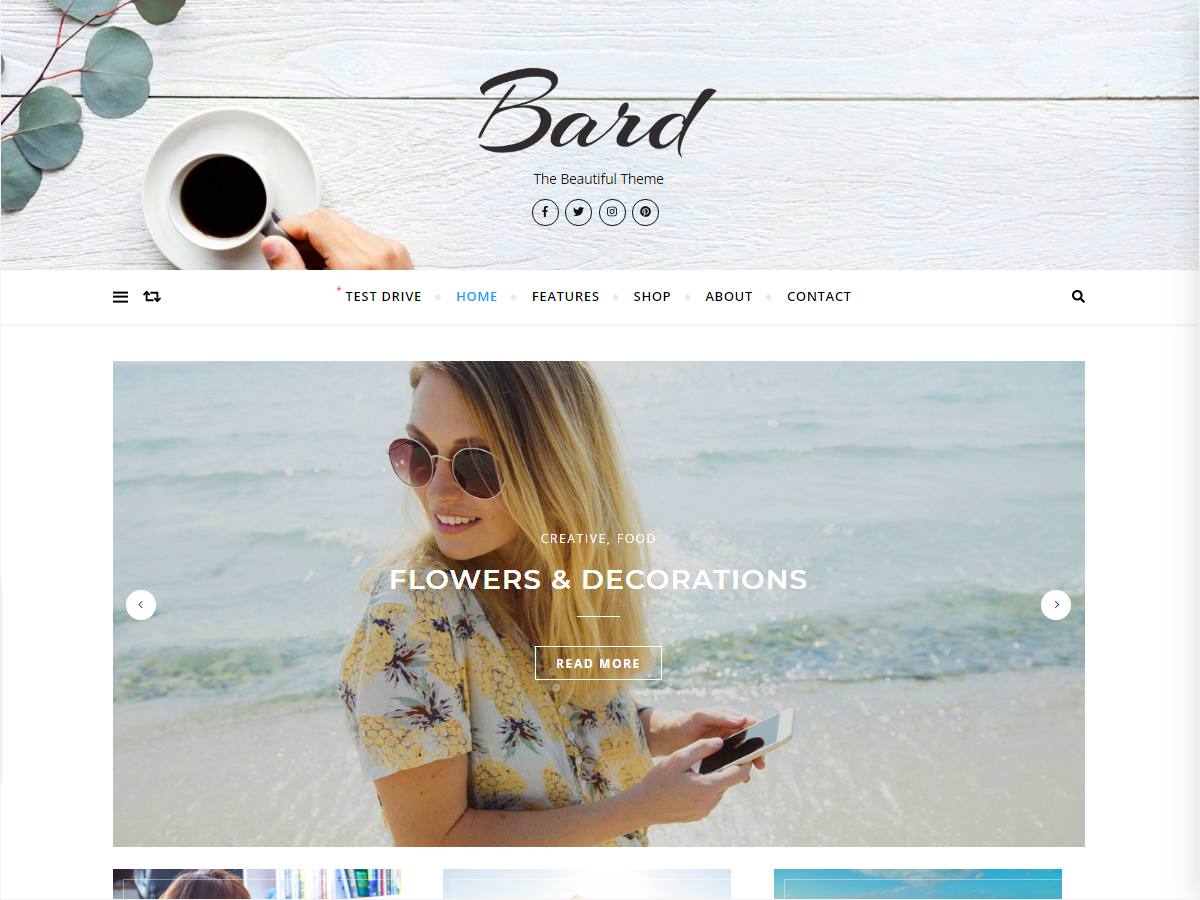 Bard
The Beautiful Theme
* TEST DRIVE HOME FEATURES SHOP ABOUT CONTACT
CREATIVE, FOOD
FLOWERS & DECORATIONS
READ MORE